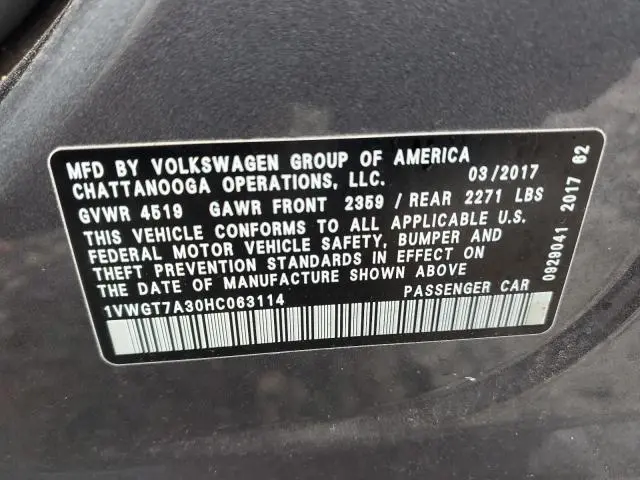 MFD BY VOLKSWAGEN GROUP OF AMERICA
CHATTANOOGA OPERATIONS, LLC. 03/2017
GVWR 4519 GAWR FRONT 2359 / REAR 2271 LBS
THIS VEHICLE CONFORMS TO ALL APPLICABLE U.S.
FEDERAL MOTOR VEHICLE SAFETY, BUMPER AND
THEFT PREVENTION STANDARDS IN EFFECT ON
THE DATE OF MANUFACTURE SHOWN ABOVE
1VWGT7A30HC063114 PASSENGER CAR
0929041 2017 62